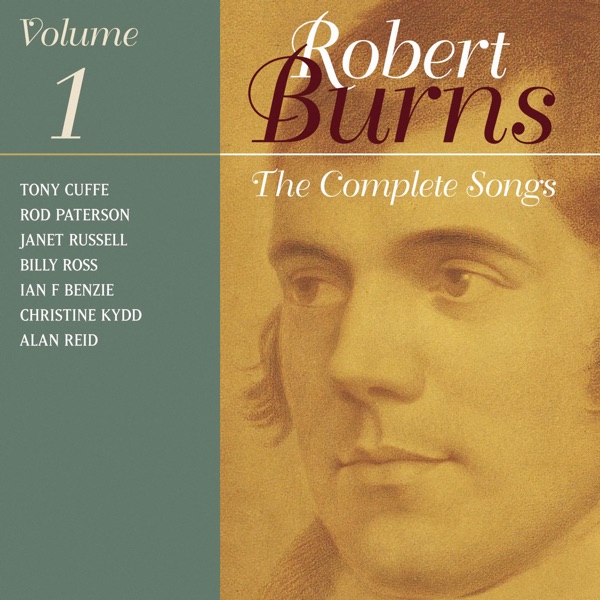 Volume
1
Robert
Burns
The Complete Songs
TONY CUFFE
ROD PATERSON
JANET RUSSELL
BILLY ROSS
IAN F BENZIE
CHRISTINE KYDD
ALAN REID